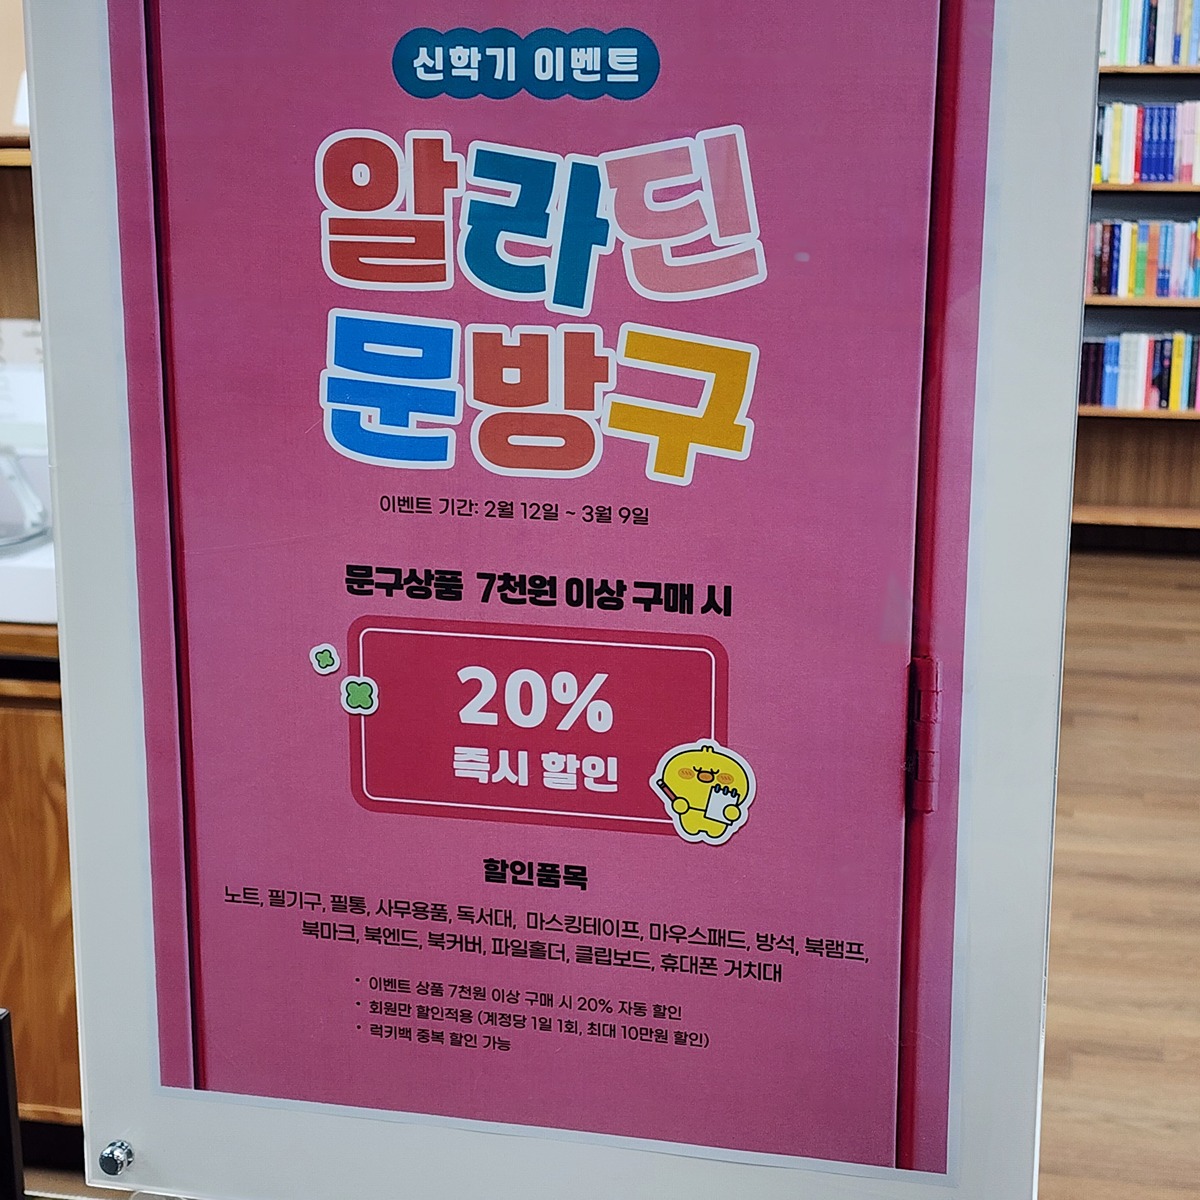 신학기 이벤트
알라딘
문방구
이벤트 기간: 2월 12일 ~ 3월 9일
문구상품 7천원 이상 구매 시
20%
즉시 할인
할인품목
노트, 필기구, 필통, 사무용품, 독서대, 마스킹테이프, 마우스패드, 방석, 북램프,
북마크, 북엔드, 북커버, 파일홀더, 클립보드, 휴대폰 거치대
• 이벤트 상품 7천원 이상 구매 시 20% 자동 할인
• 회원만 할인적용 (계정당 1일 1회, 최대 10만원 할인)
• 럭키백 중복 할인 가능